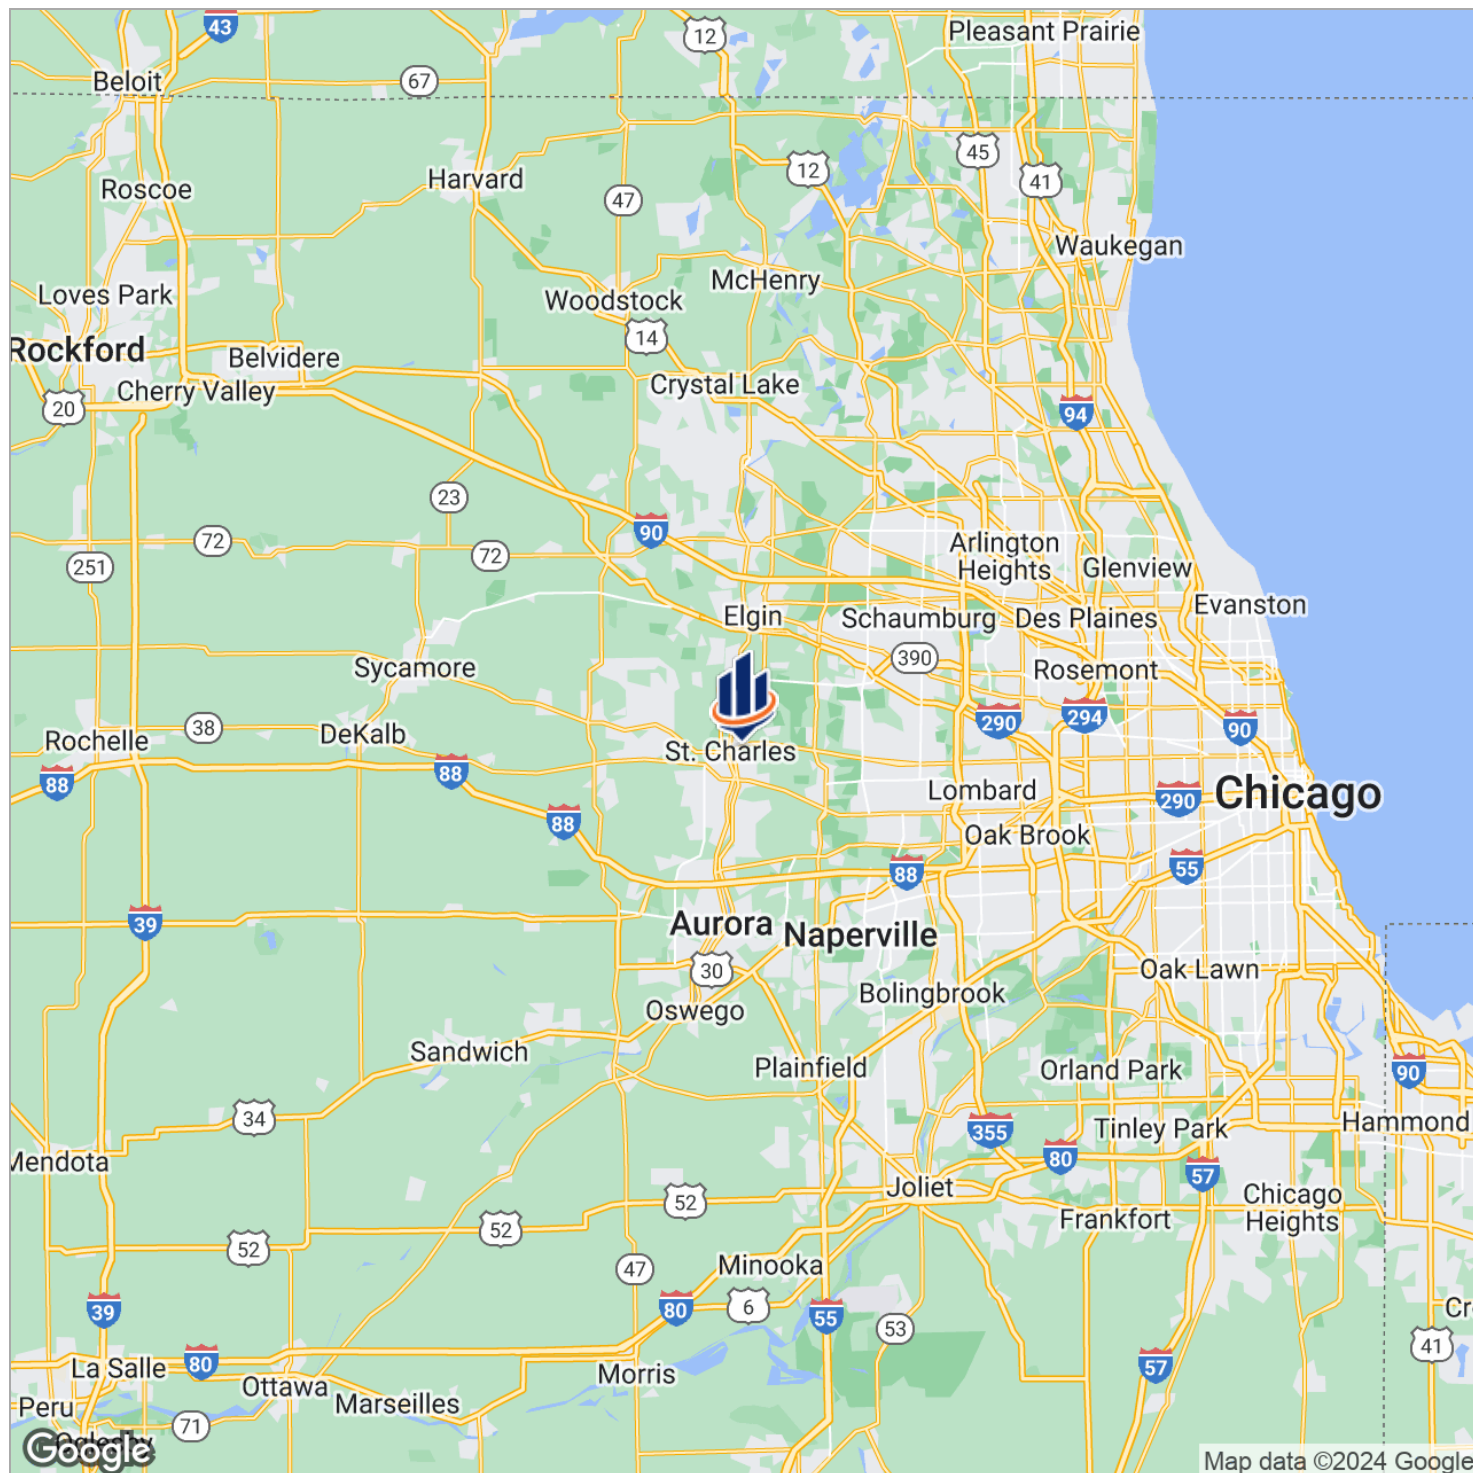 43
12
Pleasant Prairie
Beloit
67
45
12
41
Harvard
Roscoe
47
Waukegan
McHenry
Loves Park
Woodstock
14
Rockford
Belvidere
Crystal Lake
Cherry Valley
20
94
23
90
72
72
251
Arlington
Heights
Glenview
Evanston
Elgin
Schaumburg
Des Plaines
390
Rosemont
Sycamore
290
294
90
38
DeKalb
Rochelle
St. Charles
88
88
88
Lombard
290
Chicago
Oak Brook
55
88
39
Aurora
Naperville
30
Oak Lawn
Bolingbrook
Oswego
Sandwich
Plainfield
Orland Park
90
34
355
Tinley Park
Hammond
Mendota
80
57
Joliet
52
Chicago
Heights
Frankfort
52
52
47
Minooka
39
80
6
55
53
Cr
41
La Salle
80
57
Morris
Ottawa
Marseilles
Peru
71
Oglesby
Google
Map data ©2024 Google